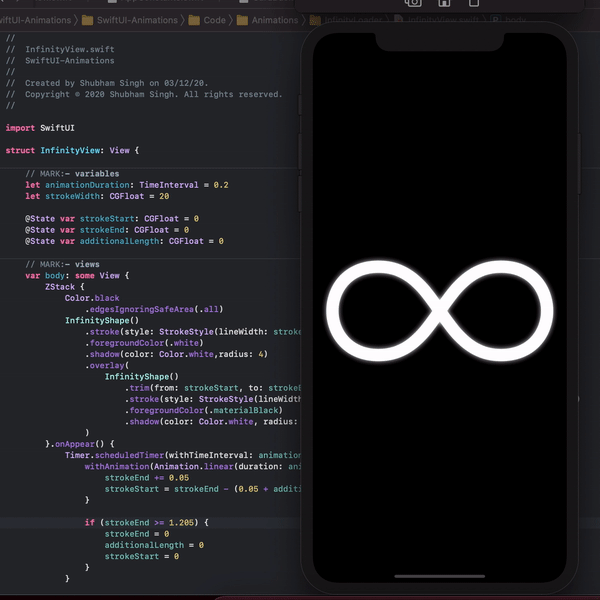 SwiftUI-Animations Code Animations
//
// InfinityView.swift
// SwiftUI-Animations
//
// Created by Shubham Singh on 03/12/20.
// Copyright © 2020 Shubham Singh. All rights reserved.
//
import SwiftUI
struct InfinityView: View {
// MARK:- variables
let animationDuration: TimeInterval = 0.2
let strokeWidth: CGFloat = 20
@State var strokeStart: CGFloat = 0
@State var strokeEnd: CGFloat = 0
@State var additionalLength: CGFloat = 0
// MARK:- views
var body: some View {
ZStack {
Color.black
.edgesIgnoringSafeArea(.all)
InfinityShape()
.stroke(style: StrokeStyle(lineWidth: stroke
.foregroundColor(.white)
.shadow(color: Color.white,radius: 4)
.overlay(
InfinityShape()
.trim(from: strokeStart, to: strokeE
.stroke(style: StrokeStyle(lineWidth
.foregroundColor(.materialBlack)
.shadow(color: Color.white, radius:
)
}.onAppear() {
Timer.scheduledTimer(withTimeInterval: animation
withAnimation(Animation.linear(duration: ani
strokeEnd += 0.05
strokeStart = strokeEnd - (0.05 + additi
}
if (strokeEnd >= 1.205) {
strokeEnd = 0
additionalLength = 0
strokeStart = 0
}
}